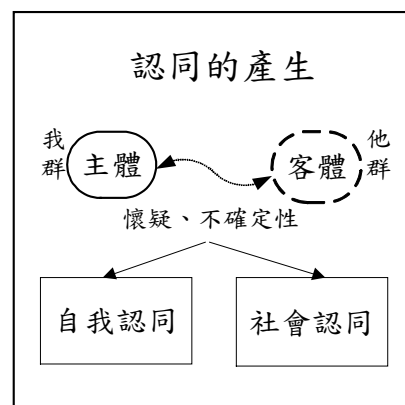 認同的產生
我群
主體
客體
他群
懷疑、不確定性
自我認同
社會認同